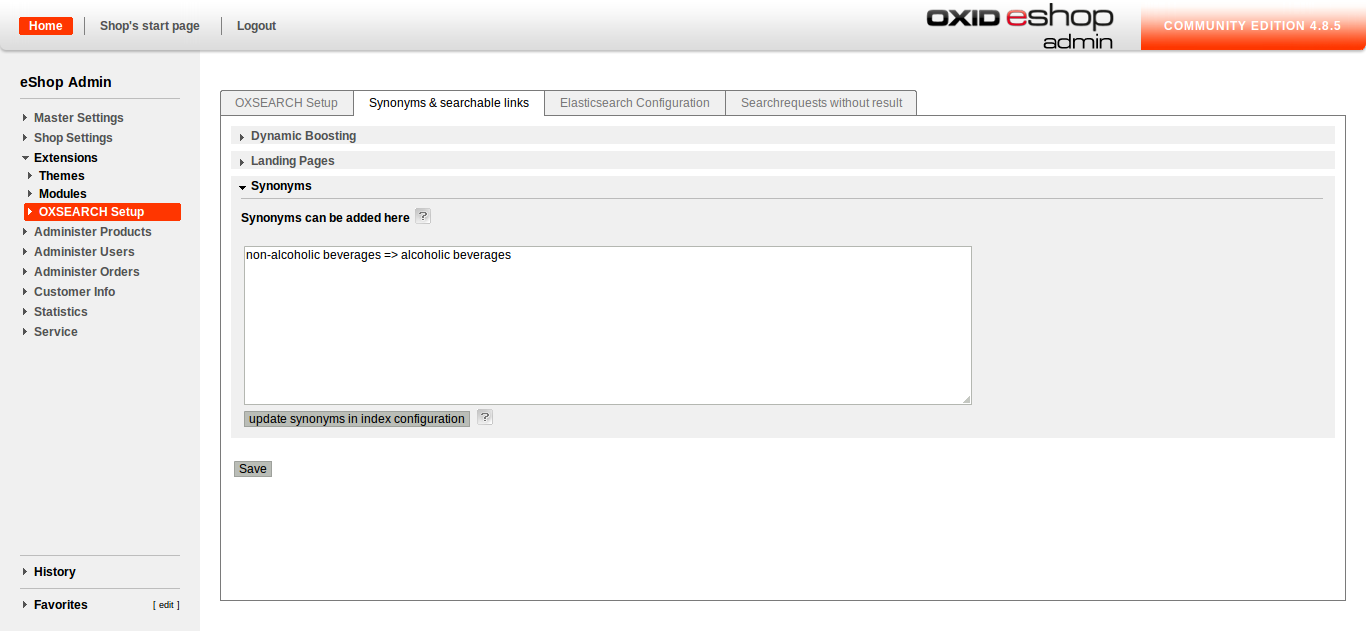 Home
Shop's start page
Logout
OXID eshop
admin
COMMUNITY EDITION 4.8.5
eShop Admin
Master Settings
Shop Settings
Extensions
Themes
Modules
OXSEARCH Setup
Administer Products
Administer Users
Administer Orders
Customer Info
Statistics
Service
History
Favorites [ edit ]
OXSEARCH Setup
Synonyms & searchable links
Elasticsearch Configuration
Searchrequests without result
Dynamic Boosting
Landing Pages
Synonyms
Synonyms can be added here ?
non-alcoholic beverages => alcoholic beverages
update synonyms in index configuration ?
Save